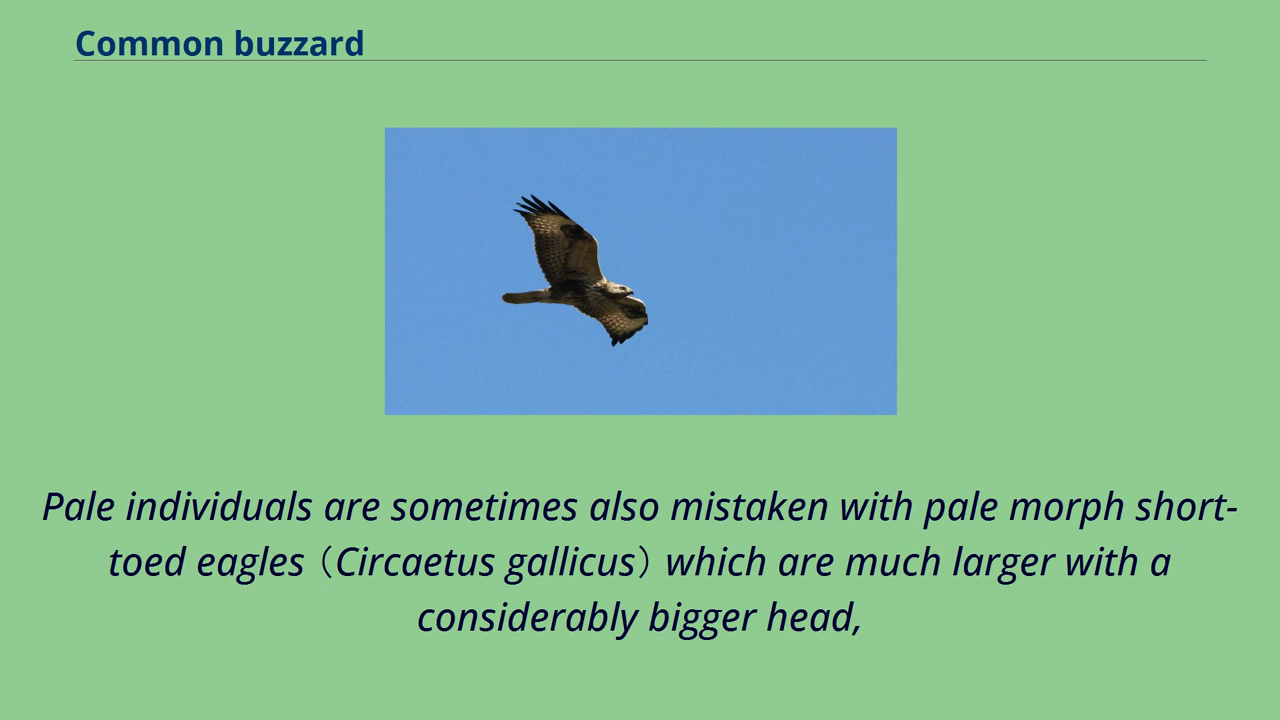 Common buzzard
Pale individuals are sometimes also mistaken with pale morph short-
toed eagles（Circaetus gallicus）which are much larger with a
considerably bigger head,